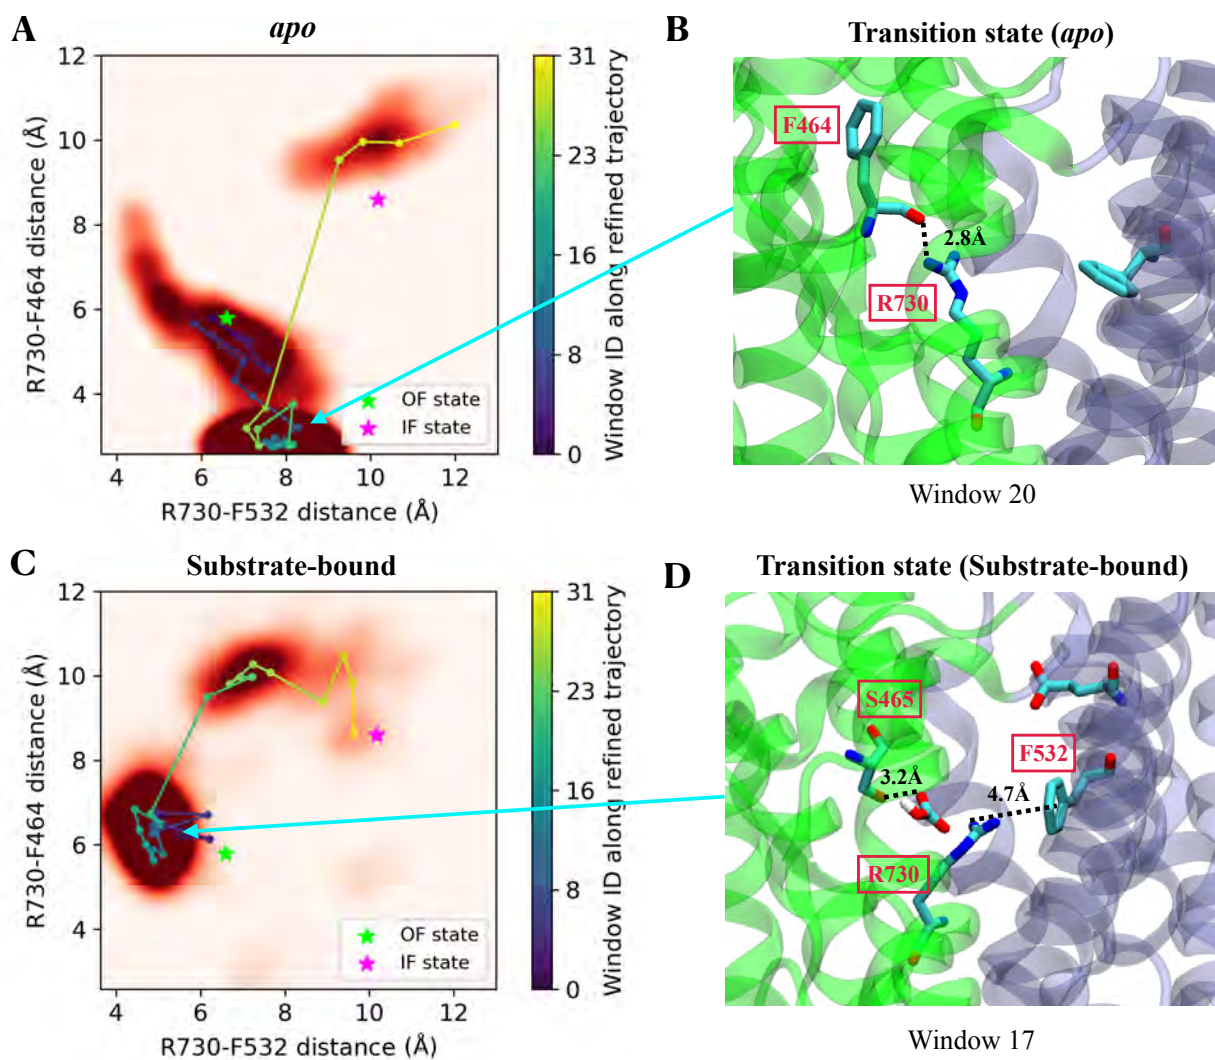 A
apo
12
10
8
6
4
4
6
8
10
12
R730-F464 distance (Å)
R730-F532 distance (Å)
OF state
IF state
31
23
16
8
0
Window ID along refined trajectory
B
Transition state (apo)
F464
2.8Å
R730
Window 20
C
Substrate-bound
12
10
8
6
4
4
6
8
10
12
R730-F464 distance (Å)
R730-F532 distance (Å)
OF state
IF state
31
23
16
8
0
Window ID along refined trajectory
D
Transition state (Substrate-bound)
S465
F532
3.2Å
4.7Å
R730
Window 17